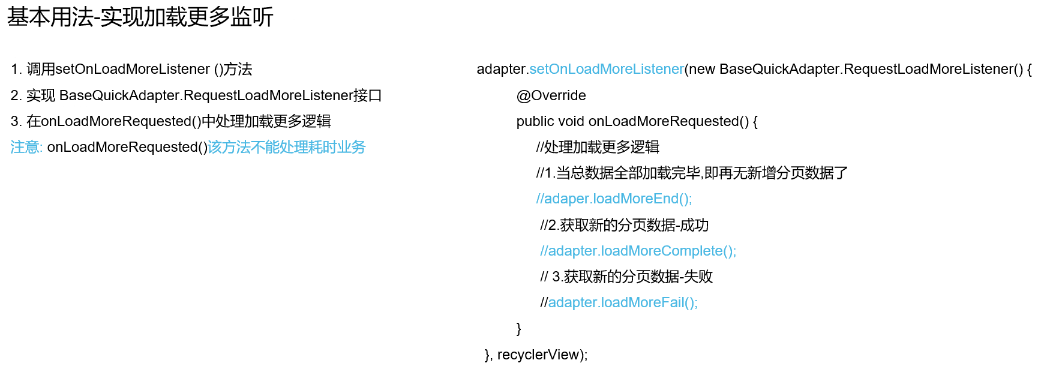 基本用法-实现加载更多监听
1. 调用setOnLoadMoreListener ()方法
2. 实现 BaseQuickAdapter.RequestLoadMoreListener接口
3. 在onLoadMoreRequested()中处理加载更多逻辑
注意: onLoadMoreRequested()该方法不能处理耗时业务
adapter.setOnLoadMoreListener(new BaseQuickAdapter.RequestLoadMoreListener() {
@Override
public void onLoadMoreRequested() {
//处理加载更多逻辑
//1.当总数据全部加载完毕,即再无新增分页数据了
//adaper.loadMoreEnd();
//2.获取新的分页数据-成功
//adapter.loadMoreComplete();
// 3.获取新的分页数据-失败
//adapter.loadMoreFail();
}
}, recyclerView);